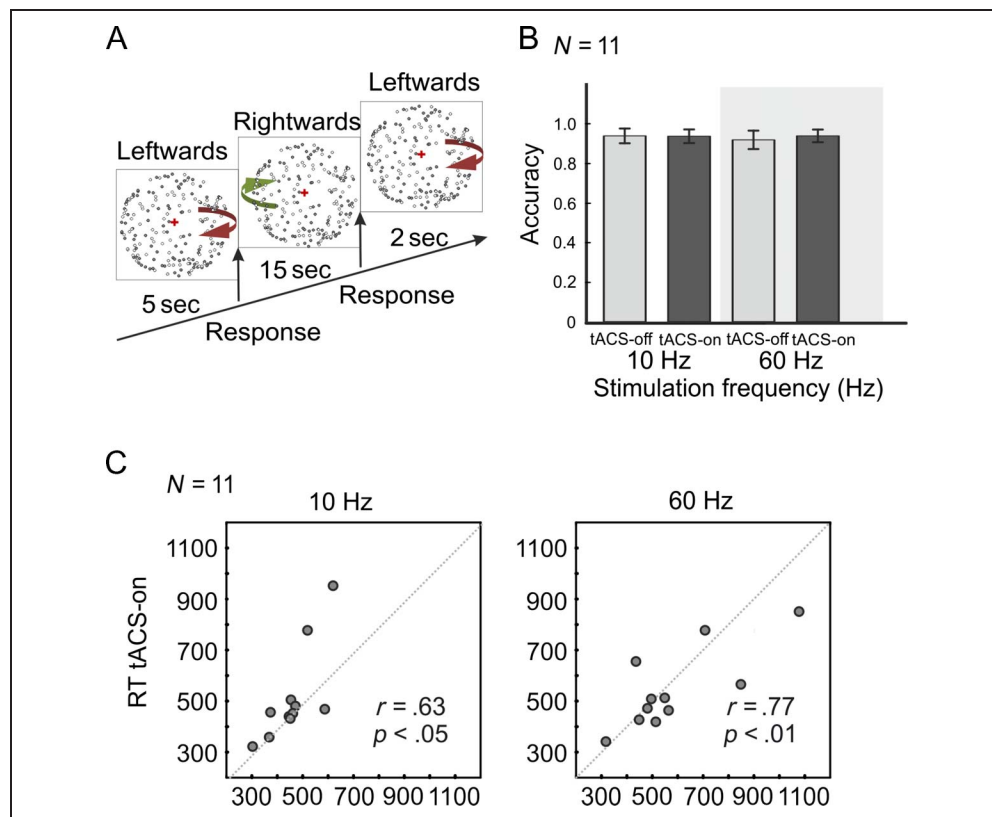 A
Leftwards
Rightwards
Leftwards
5 sec
15 sec
2 sec
Response
Response
B
N = 11
Accuracy
1.0
0.8
0.6
0.4
0.2
0
tACS-off tACS-on tACS-off tACS-on
10 Hz 60 Hz
Stimulation frequency (Hz)
C
N = 11
10 Hz
RT tACS-on
1100
900
700
500
300
r = .63
p < .05
300 500 700 900 1100
60 Hz
1100
900
700
500
300
r = .77
p < .01
300 500 700 900 1100